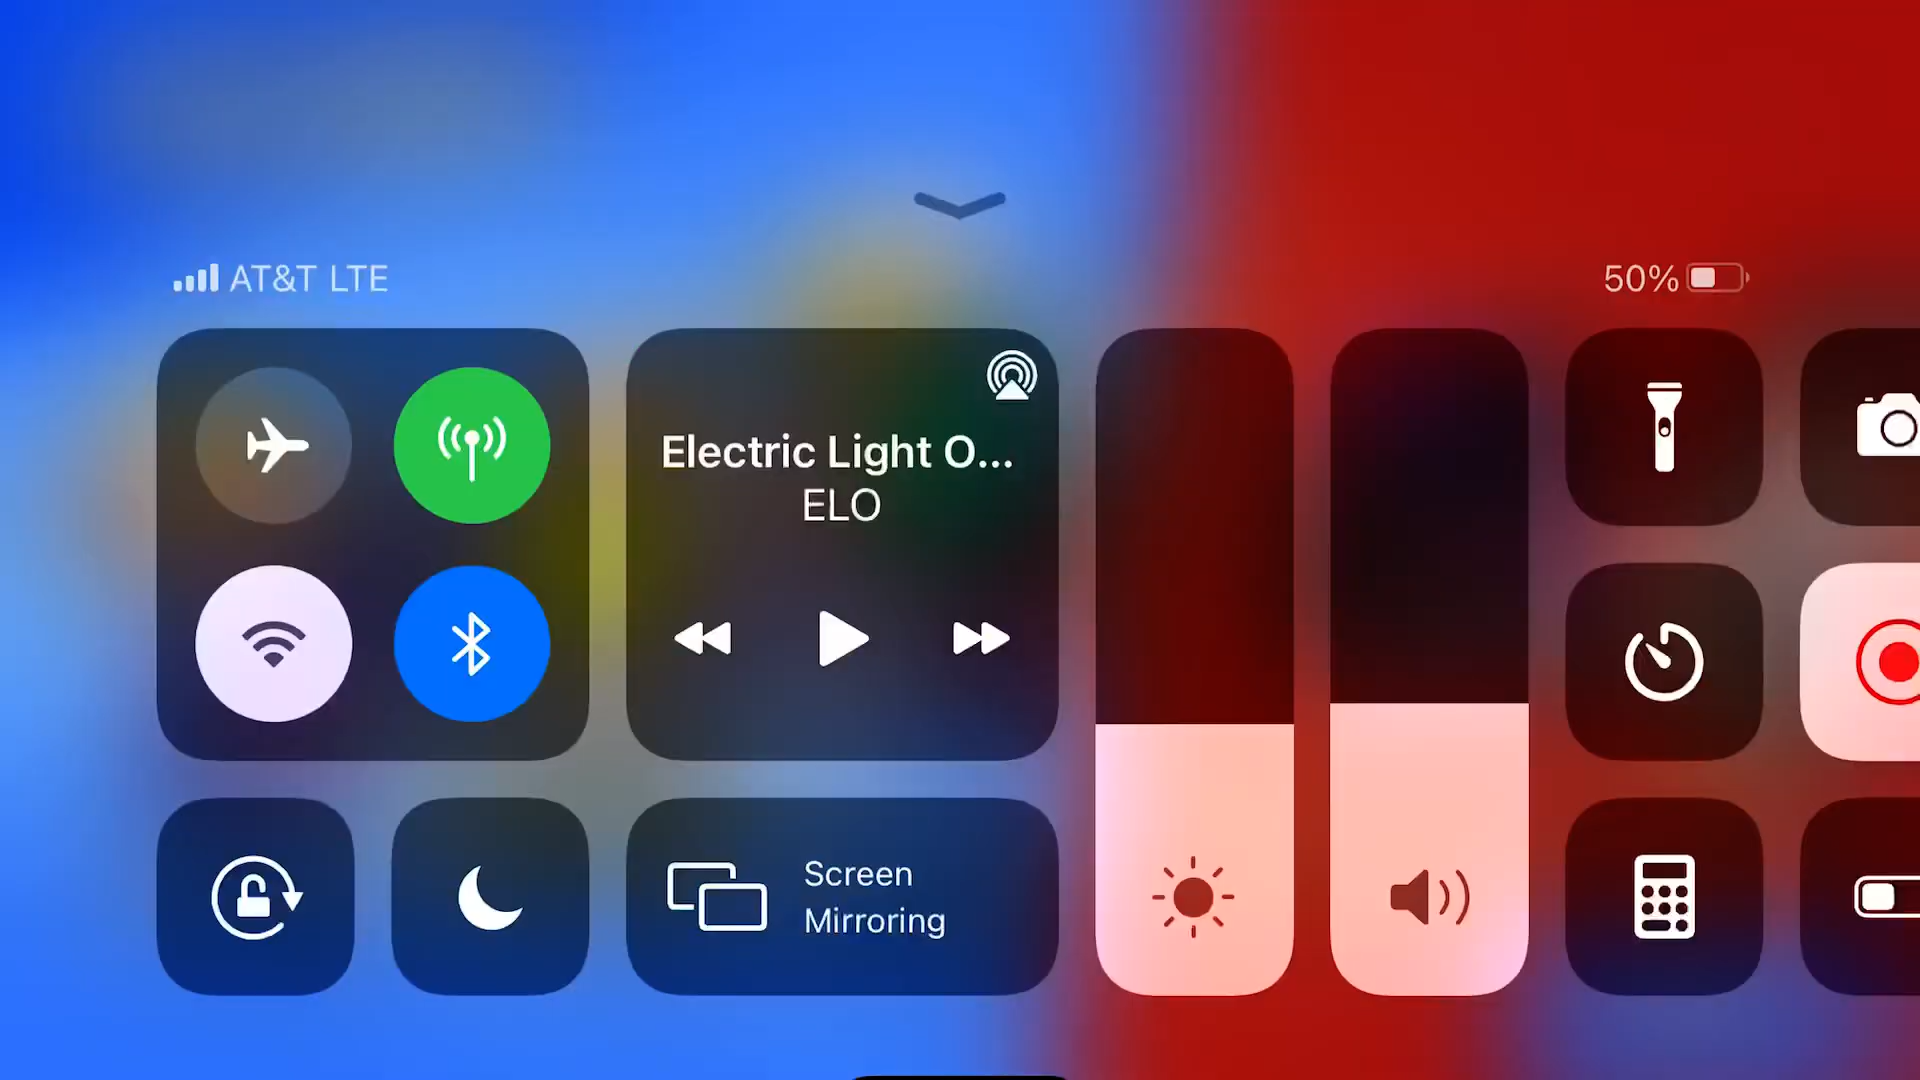 AT&T LTE
50%
Electric Light O...
ELO
Screen
Mirroring